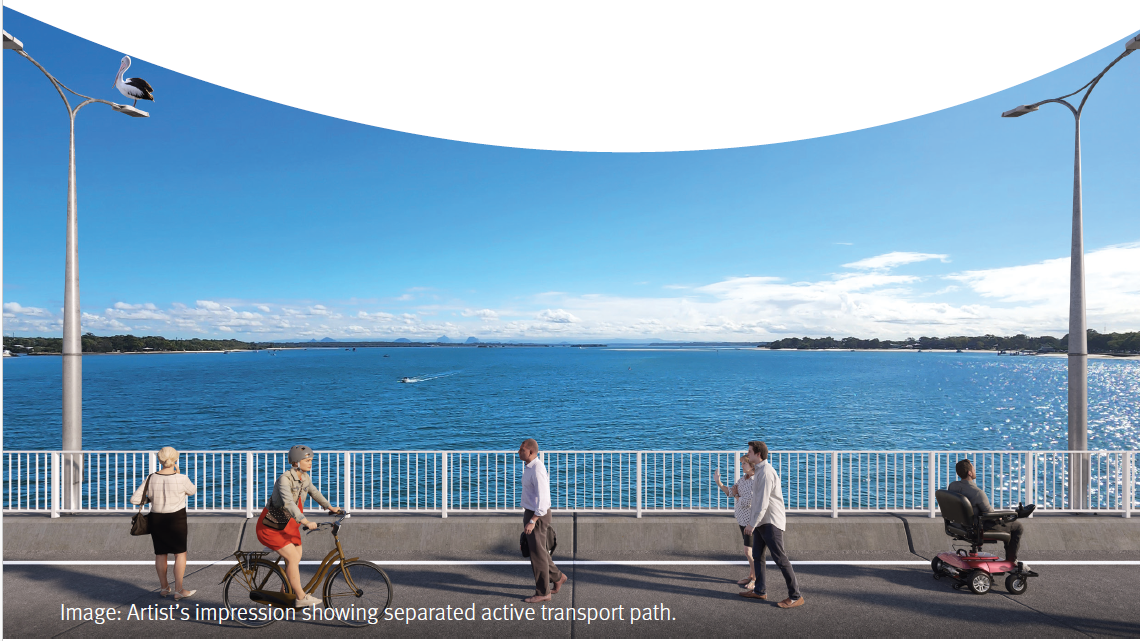 Image: Artist’s impression showing separated active transport path.